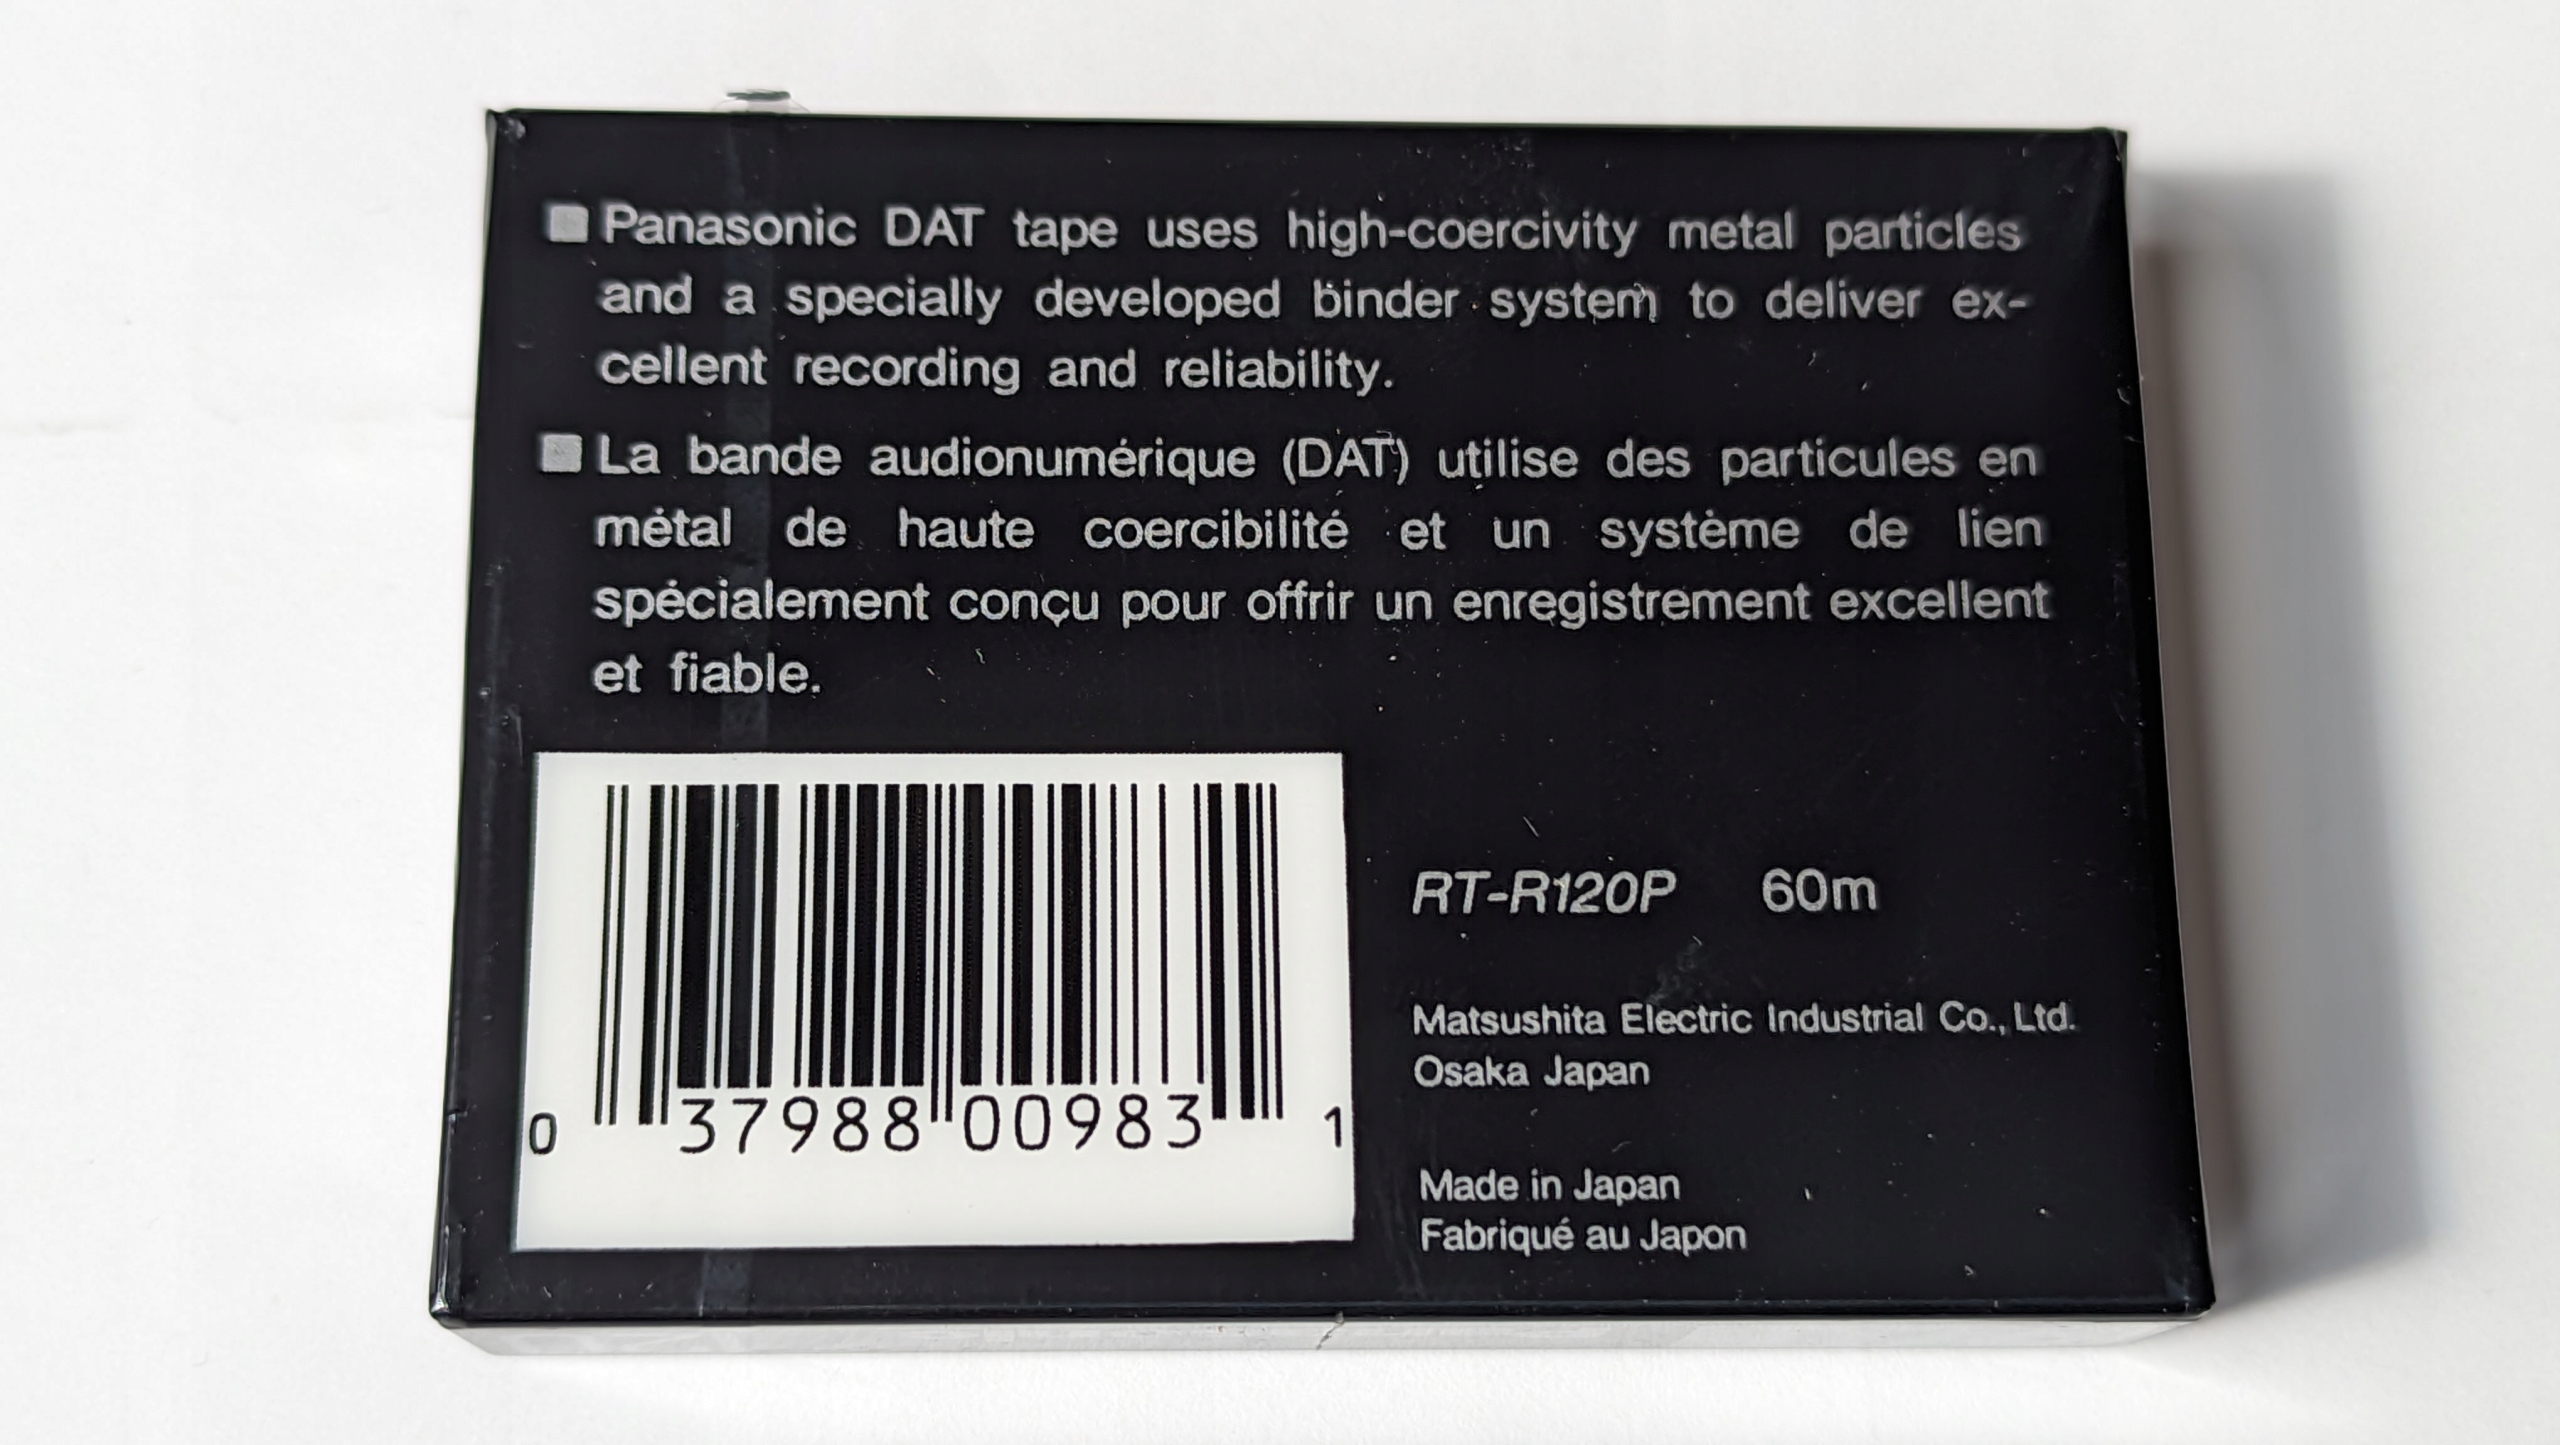 ■ Panasonic DAT tape uses high-coercivity metal particles
and a specially developed binder system to deliver ex-
cellent recording and reliability.
■ La bande audionumérique (DAT) utilise des particules en
métal de haute coercibilité et un système de lien
spécialement conçu pour offrir un enregistrement excellent
et fiable.
RT-R120P 60m
Matsushita Electric Industrial Co., Ltd.
Osaka Japan
0 37988 00983 1
Made in Japan
Fabriqué au Japon